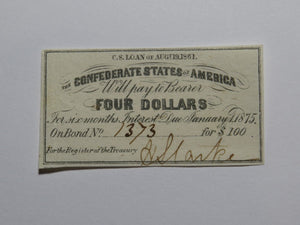 C.S. LOAN OF AUG. 19, 1861.
THE CONFEDERATE STATES OF AMERICA
Will pay to Bearer
FOUR DOLLARS
For six months Interest Due January 1, 1875,
On Bond No. 1373 for $100.
For the Register of the Treasury